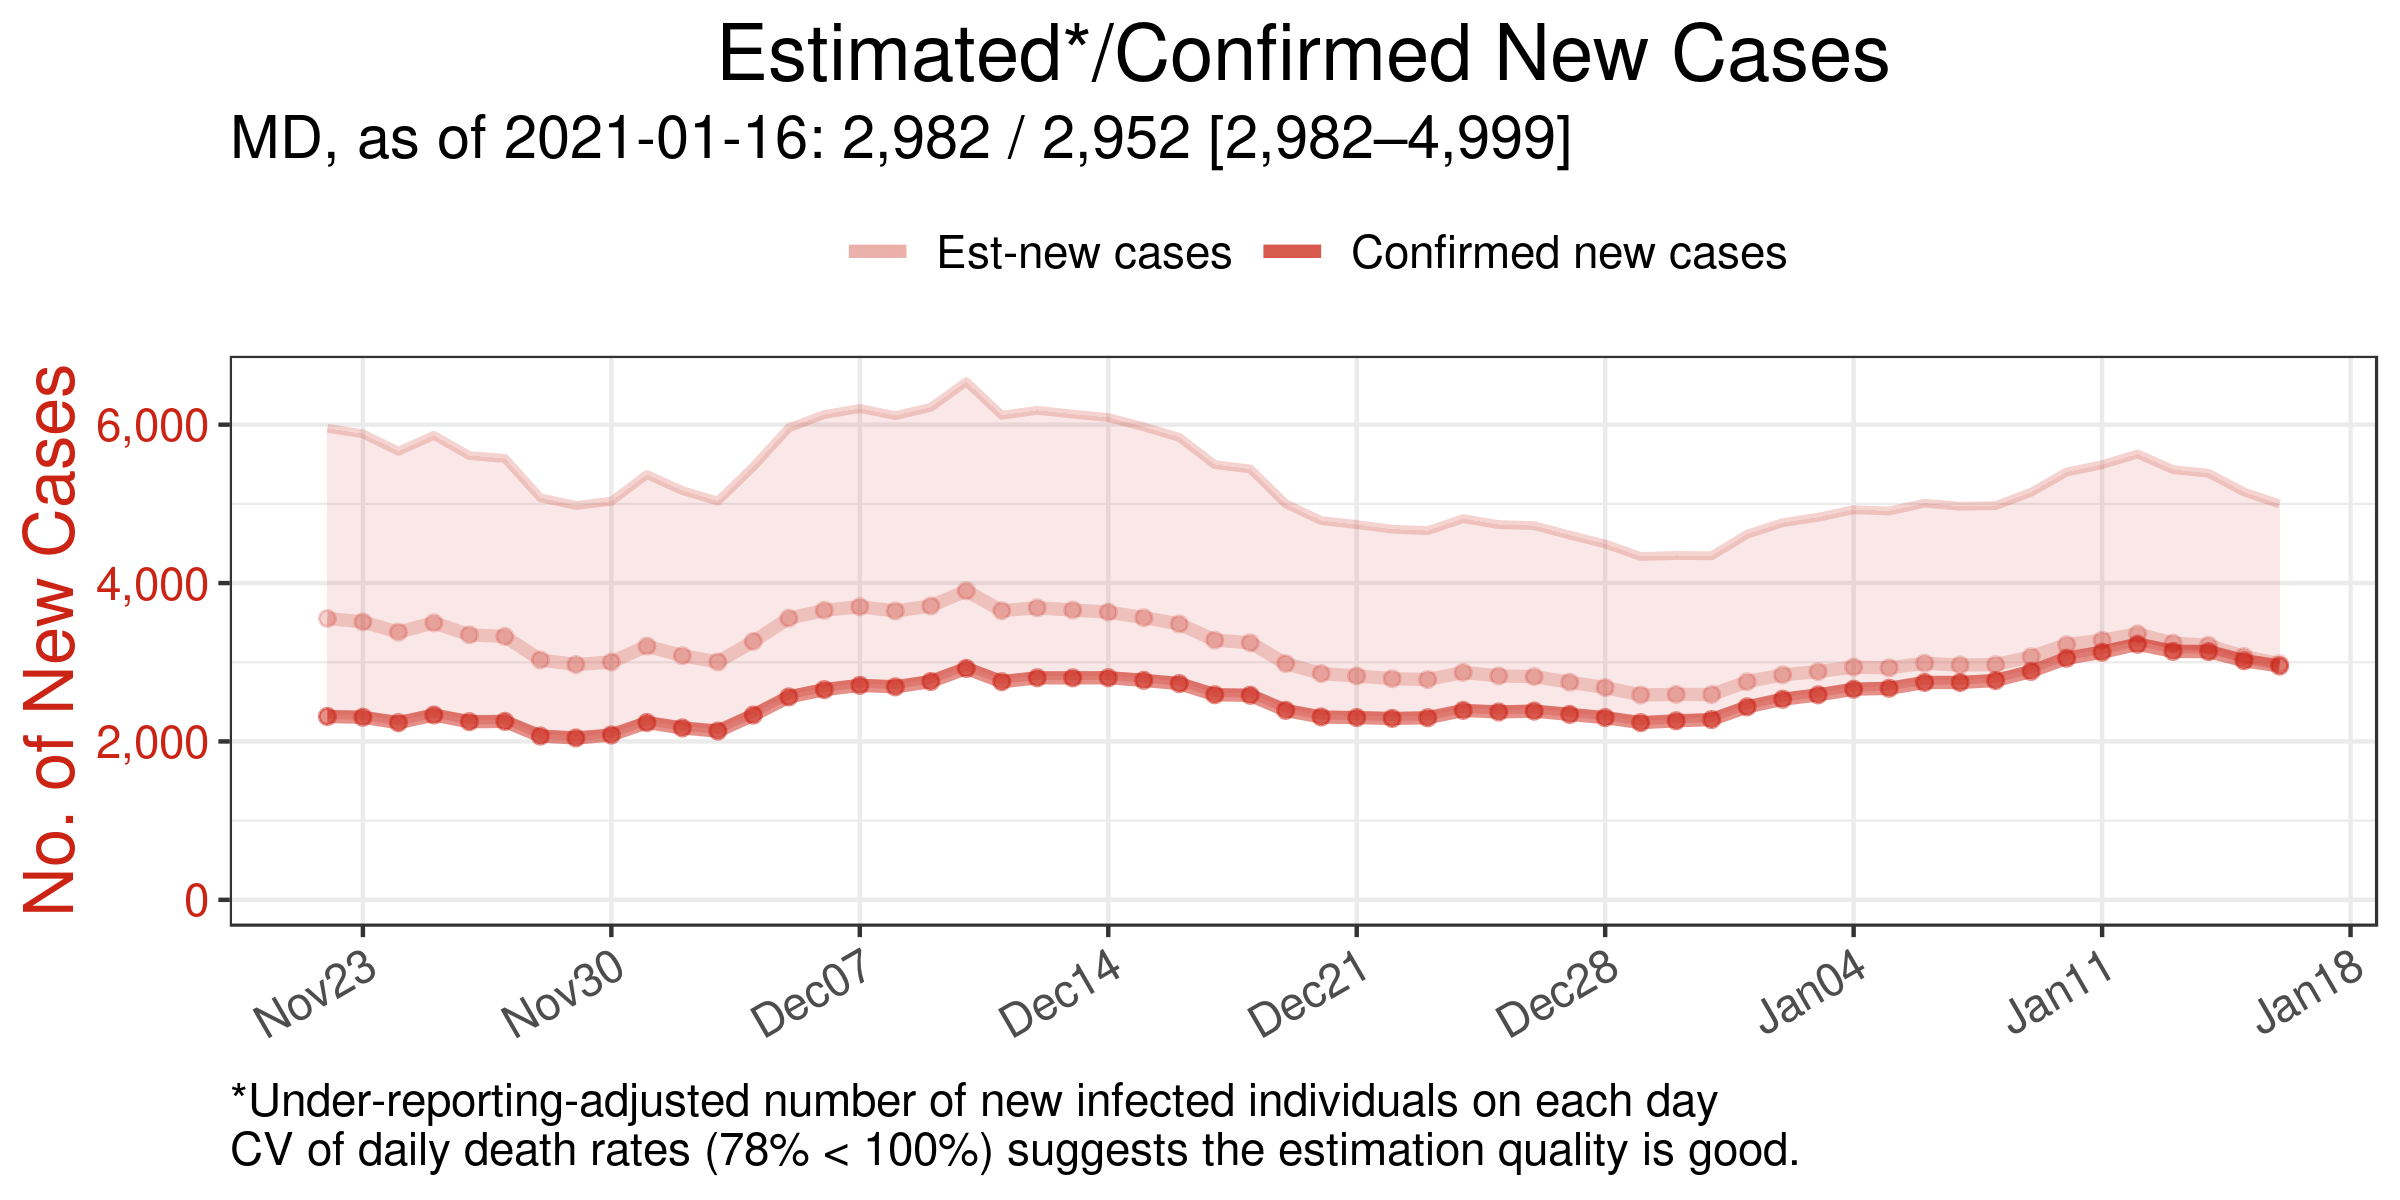 Estimated*/Confirmed New Cases
MD, as of 2021-01-16: 2,982 / 2,952 [2,982–4,999]
Est-new cases Confirmed new cases
No. of New Cases
6,000
4,000
2,000
0
Nov23 Nov30 Dec07 Dec14 Dec21 Dec28 Jan04 Jan11 Jan18
*Under-reporting-adjusted number of new infected individuals on each day
CV of daily death rates (78% < 100%) suggests the estimation quality is good.